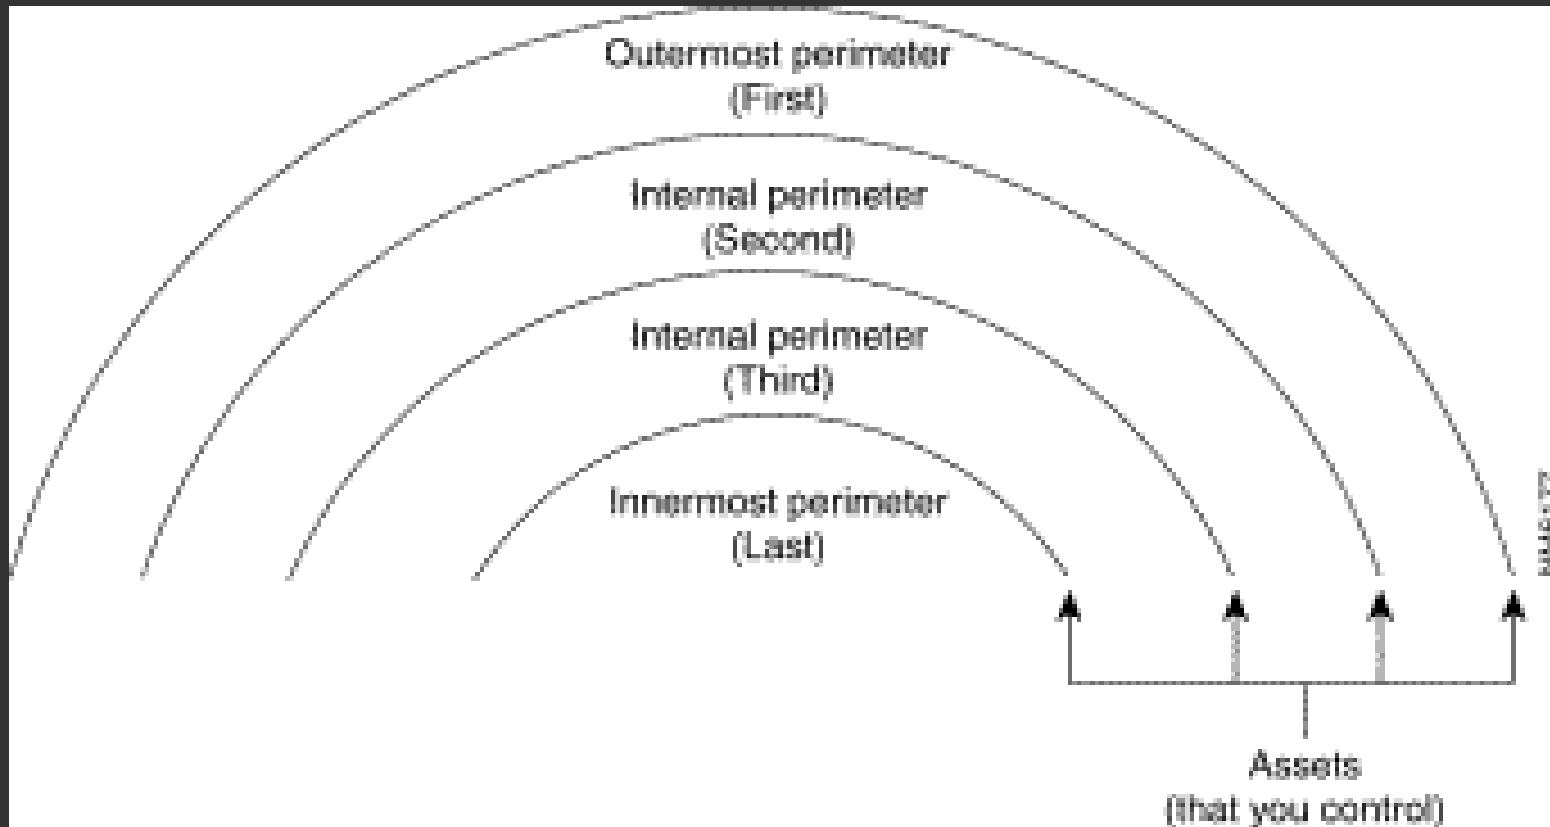 Outermost perimeter
(First)
Internal perimeter
(Second)
Internal perimeter
(Third)
Innermost perimeter
(Last)
Assets
(that you control)